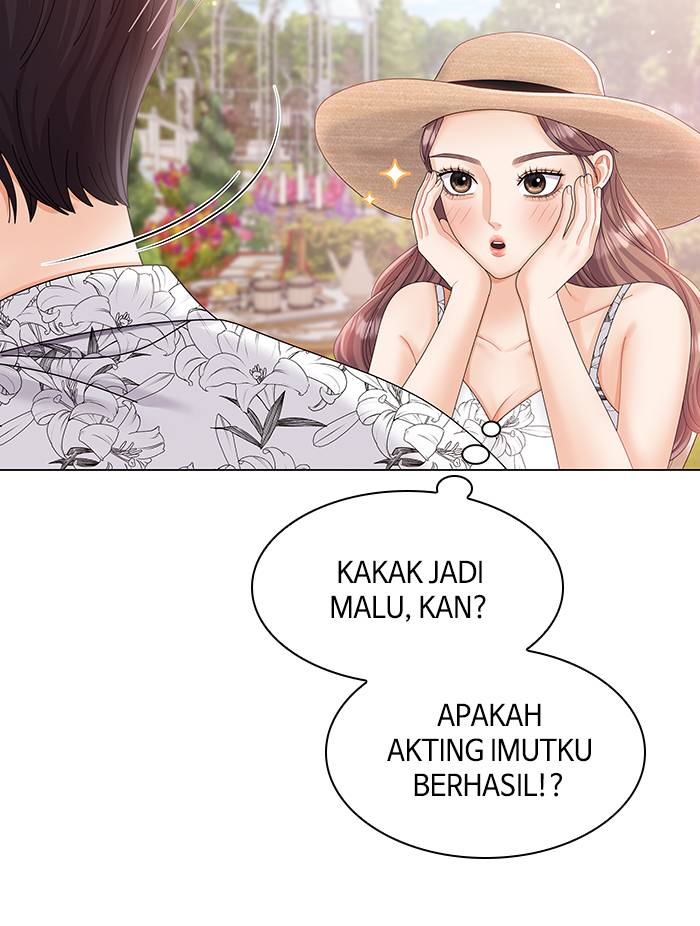 KAKAK JADI
MALU, KAN?
APAKAH
AKTING IMUTKU
BERHASIL!?